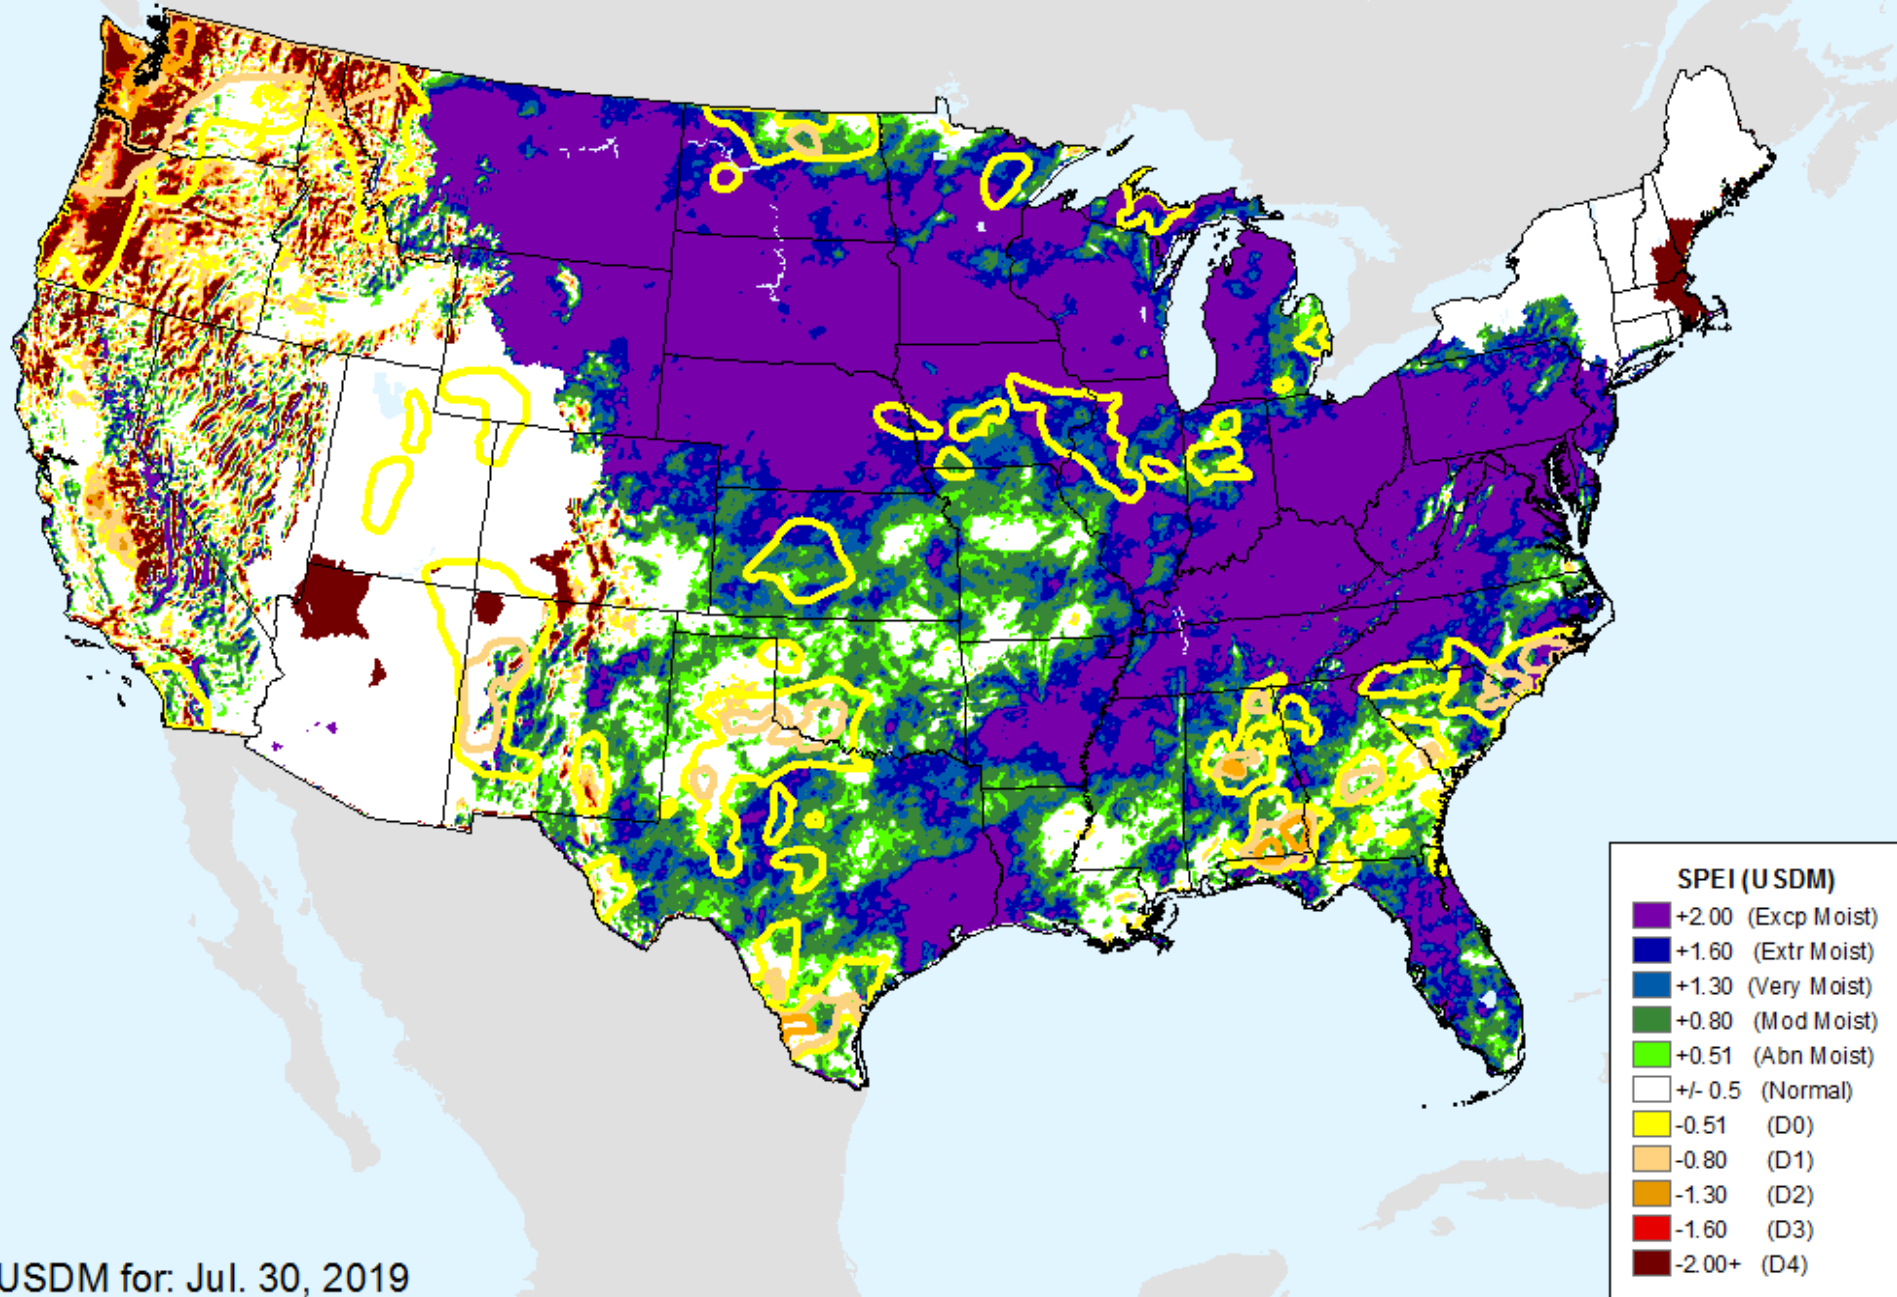 SPEI (USDM)
+2.00 (Excp Moist)
+1.60 (Extr Moist)
+1.30 (Very Moist)
+0.80 (Mod Moist)
+0.51 (Abn Moist)
+/- 0.5 (Normal)
-0.51 (D0)
-0.80 (D1)
-1.30 (D2)
-1.60 (D3)
-2.00+ (D4)
USDM for: Jul. 30, 2019